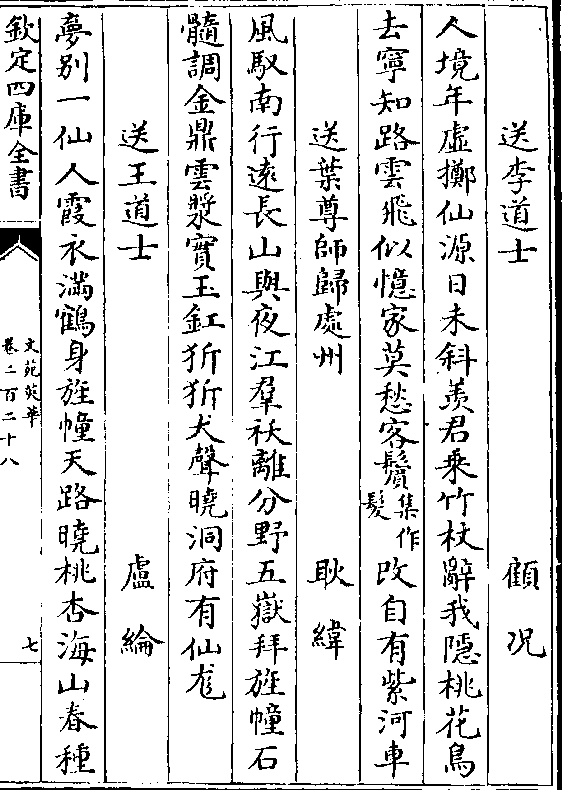 送李道士　顧況
人境年虛擲仙源日未斜羨君乘竹杖辭我隱桃花鳥
去寧知路雲飛似憶家莫愁客鬢集作髮改自有紫河車
送葉尊師歸處州　耿緯
風馭南行遠長山與夜江羣祅離分野五嶽拜旌幢石
髓調金鼎雲漿實玉缸狺狺犬聲曉洞府有仙尨
送王道士　盧綸
夢別一仙人霞衣滿鶴身旌幢天路曉桃杏海山春種
欽定四庫全書
文苑英華
卷二百二十八
七